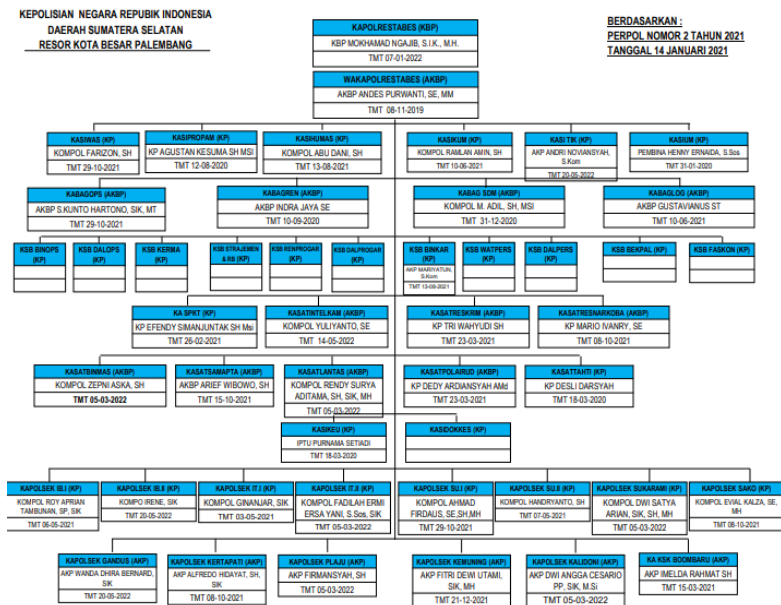 KEPOLISIAN NEGARA REPUBIK INDONESIA
DAERAH SUMATERA SELATAN
RESOR KOTA BESAR PALEMBANG
BERDASARKAN :
PERPOL NOMOR 2 TAHUN 2021
TANGGAL 14 JANUARI 2021
KAPOLRESTABES (KBP)
KBP MOKHAMAD NGAJIB, S.I.K., M.H.
TMT 07-01-2022
WAKAPOLRESTABES (AKBP)
AKBP ANDES PURWANTI, SE, MM
TMT 08-11-2019
KASIWAS (KP)
KOMPOL FARIZON, SH
TMT 29-10-2021
KASIPROPAM (KP)
KP AGUSTAN KESUMA SH MSI
TMT 12-08-2020
KASIHUMAS (KP)
KOMPOL ABU DANI, SH
TMT 13-08-2021
KASIKUM (KP)
KOMPOL RAMLAN AMIN, SH
TMT 10-06-2021
KASI TIK (KP)
AKP ANDRI NOVIANSYAH,
S.Kom
TMT 20-05-2022
KASIUM (KP)
PEMBINA HENNY ERNAIDA, S.Sos
TMT 31-01-2020
KABAGOPS (AKBP)
AKBP S.KUNTO HARTONO, SIK, MT
TMT 29-10-2021
KABAGREN (AKBP)
AKBP INDRA JAYA SE
TMT 10-09-2020
KABAG SDM (AKBP)
KOMPOL M. ADIL, SH, MSI
TMT 31-12-2020
KABAGLOG (AKBP)
AKBP GUSTAVIANUS ST
TMT 10-06-2021
KSB BINOPS
(KP)
KSB DALOPS
(KP)
KSB KERMA
(KP)
KSB STRAJEMEN
& RB (KP)
KSB RENPROGAR
(KP)
KSB DALPROGAR
(KP)
KSB BINKAR
(KP)
AKP MARIYATUN,
S.Kom
TMT 13-08-2021
KSB WATPERS
(KP)
KSB DALPERS
(KP)
KSB BEKPAL (KP)
KSB FASKON
(KP)
KA SPKT (KP)
KP EFENDY SIMANJUNTAK SH Msi
TMT 26-02-2021
KASATINTELKAM (AKBP)
KOMPOL YULIYANTO, SE
TMT 14-05-2022
KASATRESKRIM (AKBP)
KP TRI WAHYUDI SH
TMT 23-03-2021
KASATRESNARKOBA (AKBP)
KP MARIO IVANRY, SE
TMT 08-10-2021
KASATBINMAS (AKBP)
KOMPOL ZEPNI ASKA, SH
TMT 05-03-2022
KASATSAMAPTA (AKBP)
AKBP ARIEF WIBOWO, SH
TMT 15-10-2021
KASATLANTAS (AKBP)
KOMPOL RENDY SURYA
ADITAMA, SH, SIK, MH
TMT 05-03-2022
KASATPOLAIRUD (AKBP)
KP DEDY ARDIANSYAH AMd
TMT 23-03-2021
KASATTAHTI (KP)
KP DESLI DARSYAH
TMT 18-03-2020
KASIKEU (KP)
IPTU PURNAMA SETIADI
TMT 18-03-2020
KASIDOKKES (KP)
KAPOLSEK IB.I (KP)
KOMPOL ROY APRIAN
TAMBUNAN, SP, SIK
TMT 06-05-2021
KAPOLSEK IB.II (KP)
KOMPO IRENE, SIK
TMT 20-05-2022
KAPOLSEK IT.I (KP)
KOMPOL GINANJAR, SIK
TMT 03-05-2021
KAPOLSEK IT.II (KP)
KOMPOL FADILAH ERMI
ERSA YANI, S.Sos, SIK
TMT 05-03-2022
KAPOLSEK SU.I (KP)
KOMPOL AHMAD
FIRDAUS, SE,SH,MH
TMT 29-10-2021
KAPOLSEK SU.II (KP)
KOMPOL HANDRYANTO, SH
TMT 07-05-2021
KAPOLSEK SUKARAMI (KP)
KOMPOL DWI SATYA
ARIAN, SIK, SH, MH
TMT 05-03-2022
KAPOLSEK SAKO (KP)
KOMPOL EVIAL KALZA, SE,
MH
TMT 08-10-2021
KAPOLSEK GANDUS (AKP)
AKP WANDA DHIRA BERNARD,
SIK
TMT 20-05-2022
KAPOLSEK KERTAPATI (AKP)
AKP ALFREDO HIDAYAT, SH,
SIK
TMT 08-10-2021
KAPOLSEK PLAJU (AKP)
AKP FIRMANSYAH, SH
TMT 05-03-2022
KAPOLSEK KEMUNING (AKP)
AKP FITRI DEWI UTAMI,
SIK, MH
TMT 21-12-2021
KAPOLSEK KALIDONI (AKP)
AKP DWI ANGGA CESARIO
PP, SIK, M.Si
TMT 05-03-2022
KA KSK BOOMBARU (AKP)
AKP IMELDA RAHMAT SH
TMT 15-03-2021